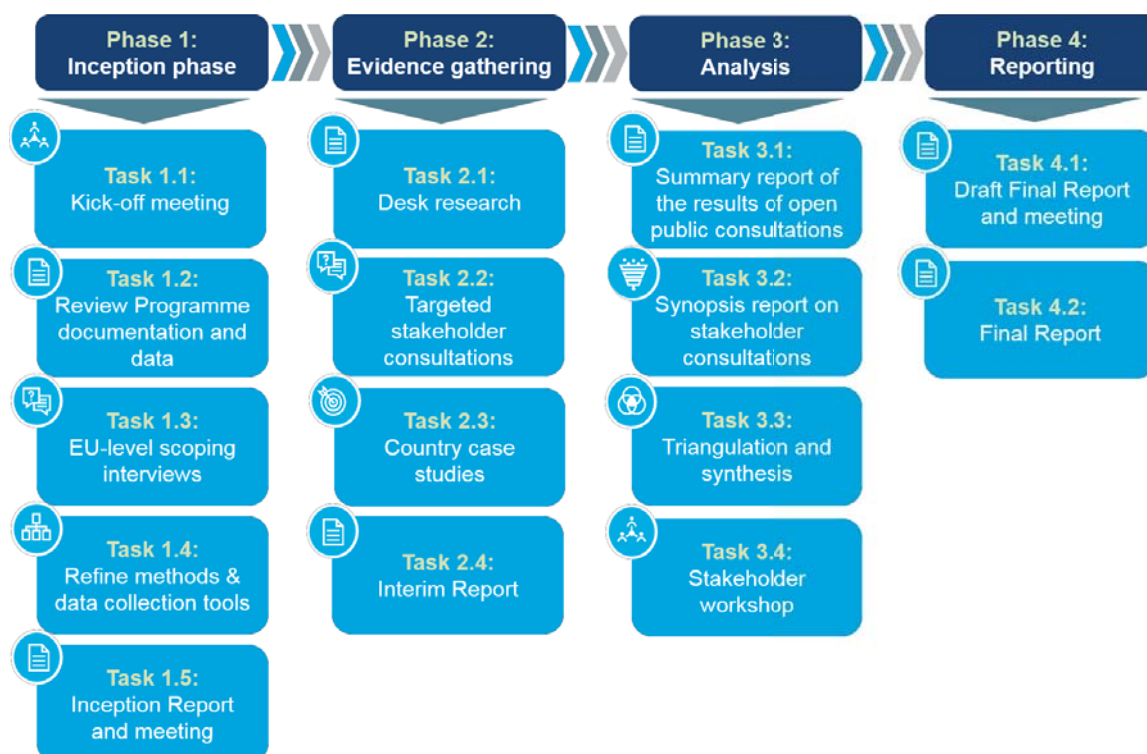 Phase 1:
Inception phase
Phase 2:
Evidence gathering
Phase 3:
Analysis
Phase 4:
Reporting
Task 1.1:
Kick-off meeting
Task 1.2:
Review Programme
documentation and
data
Task 1.3:
EU-level scoping
interviews
Task 1.4:
Refine methods &
data collection tools
Task 1.5:
Inception Report
and meeting
Task 2.1:
Desk research
Task 2.2:
Targeted
stakeholder
consultations
Task 2.3:
Country case
studies
Task 2.4:
Interim Report
Task 3.1:
Summary report of
the results of open
public consultations
Task 3.2:
Synopsis report on
stakeholder
consultations
Task 3.3:
Triangulation and
synthesis
Task 3.4:
Stakeholder
workshop
Task 4.1:
Draft Final Report
and meeting
Task 4.2:
Final Report